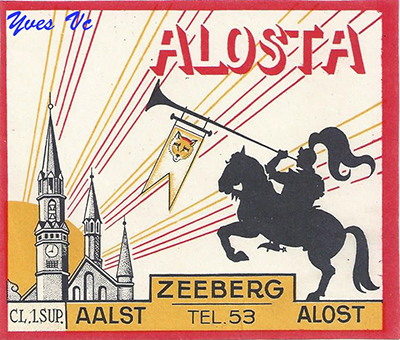 Yves Vc
ALOSTA
ZEEBERG
CL.1.SUP. AALST TEL.53 ALOST